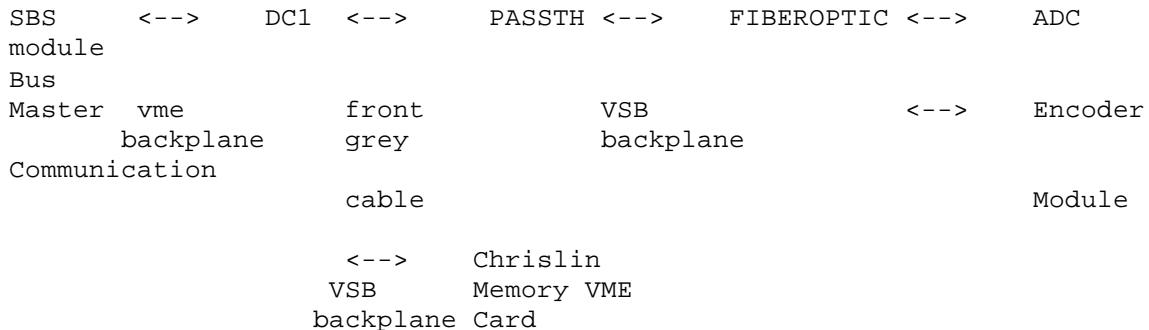 SBS <--> DC1 <--> PASSTH <--> FIBEROPTIC <--> ADC
module
Bus
Master vme front VSB <--> Encoder
backplane grey backplane
Communication
cable Module
<--> Chrislin
VSB Memory VME
backplane Card